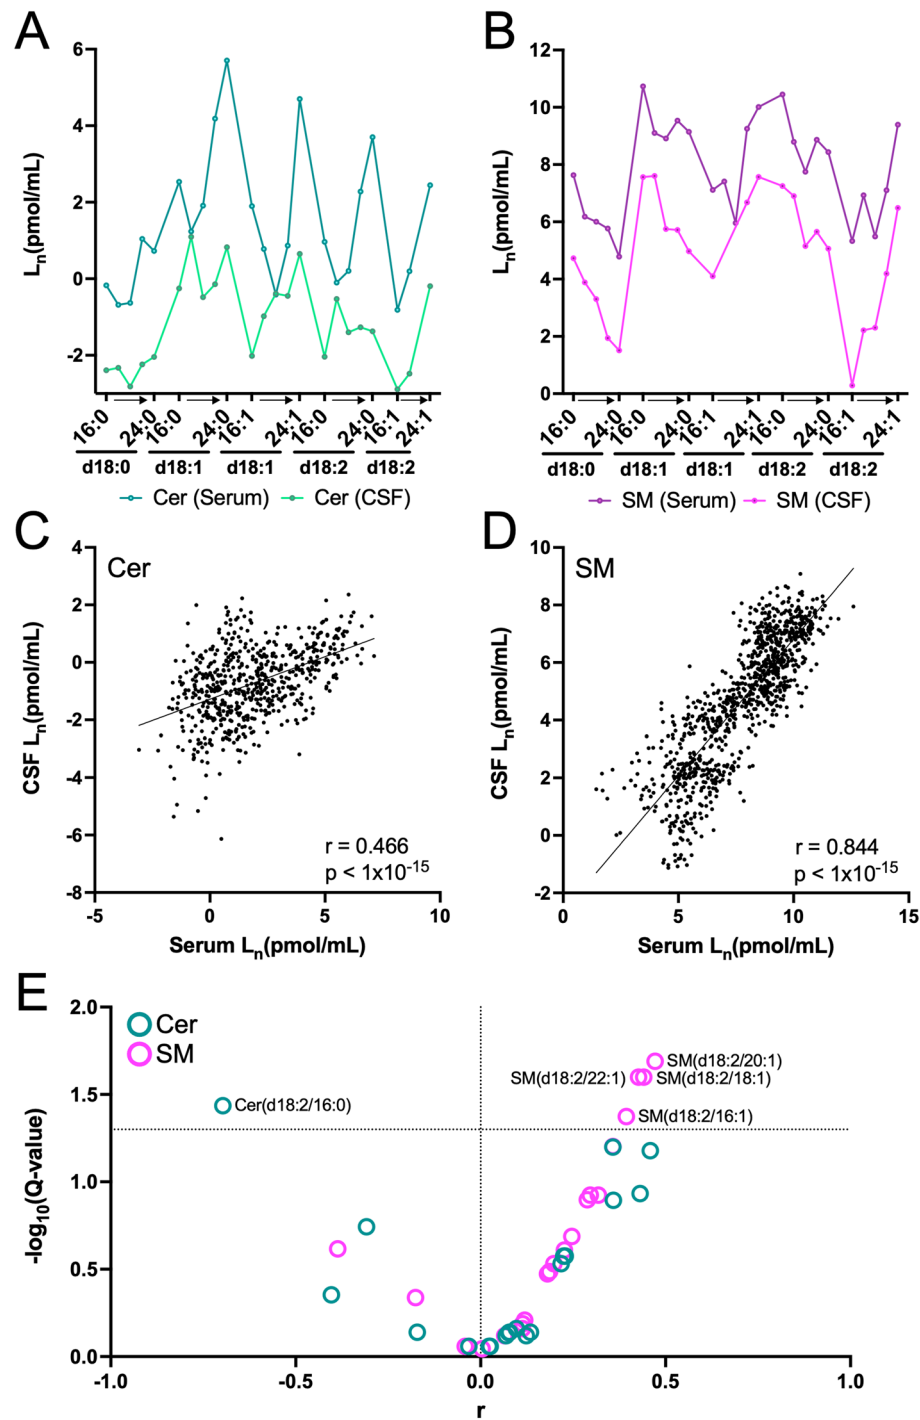 A
6
4
2
0
-2
Ln(pmol/mL)
16:0
24:0
16:0
24:0
16:1
24:1
16:0
24:0
16:1
24:1
d18:0
d18:1
d18:1
d18:2
d18:2
Cer (Serum)
Cer (CSF)
B
12
10
8
6
4
2
0
Ln(pmol/mL)
16:0
24:0
16:0
24:0
16:1
24:1
16:0
24:0
16:1
24:1
d18:0
d18:1
d18:1
d18:2
d18:2
SM (Serum)
SM (CSF)
C
Cer
4
2
0
-2
-4
-6
-8
CSF Ln(pmol/mL)
r = 0.466
p < 1x10-15
-5
0
5
10
Serum Ln(pmol/mL)
D
SM
10
8
6
4
2
0
-2
CSF Ln(pmol/mL)
r = 0.844
p < 1x10-15
0
5
10
15
Serum Ln(pmol/mL)
E
Cer
SM
2.0
1.5
1.0
0.5
0.0
-log10(Q-value)
SM(d18:2/20:1)
SM(d18:2/22:1)
SM(d18:2/18:1)
Cer(d18:2/16:0)
SM(d18:2/16:1)
-1.0
-0.5
0.0
0.5
1.0
r